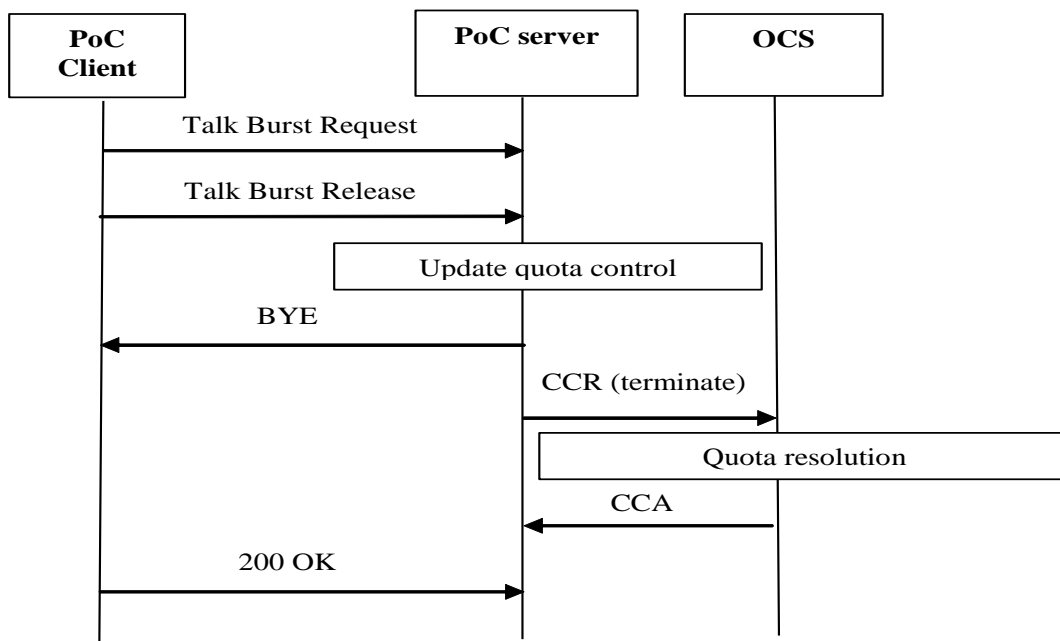 PoC
Client
PoC server
OCS
Talk Burst Request
Talk Burst Release
Update quota control
BYE
CCR (terminate)
Quota resolution
CCA
200 OK